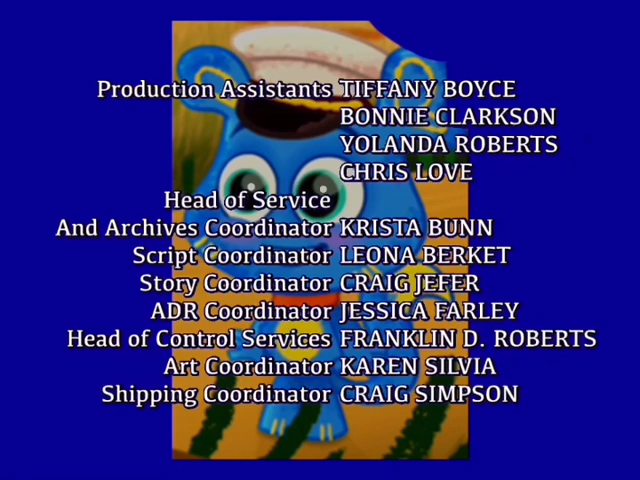 Production Assistants TIFFANY BOYCE
BONNIE CLARKSON
YOLANDA ROBERTS
CHRIS LOVE
Head of Service
And Archives Coordinator KRISTA BUNN
Script Coordinator LEONA BERKET
Story Coordinator CRAIG JEFER
ADR Coordinator JESSICA FARLEY
Head of Control Services FRANKLIN D. ROBERTS
Art Coordinator KAREN SILVIA
Shipping Coordinator CRAIG SIMPSON